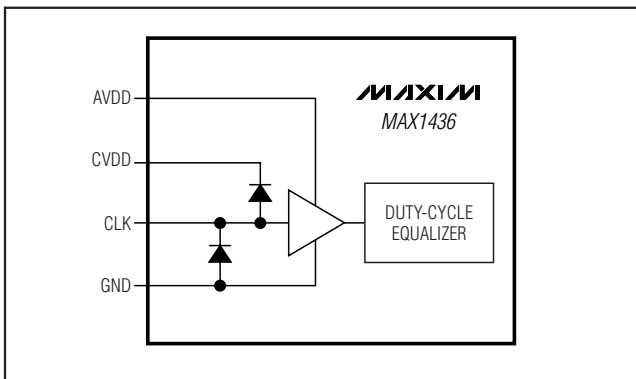 AVDD
MAXIM
MAX1436
CVDD
CLK
DUTY-CYCLE
EQUALIZER
GND